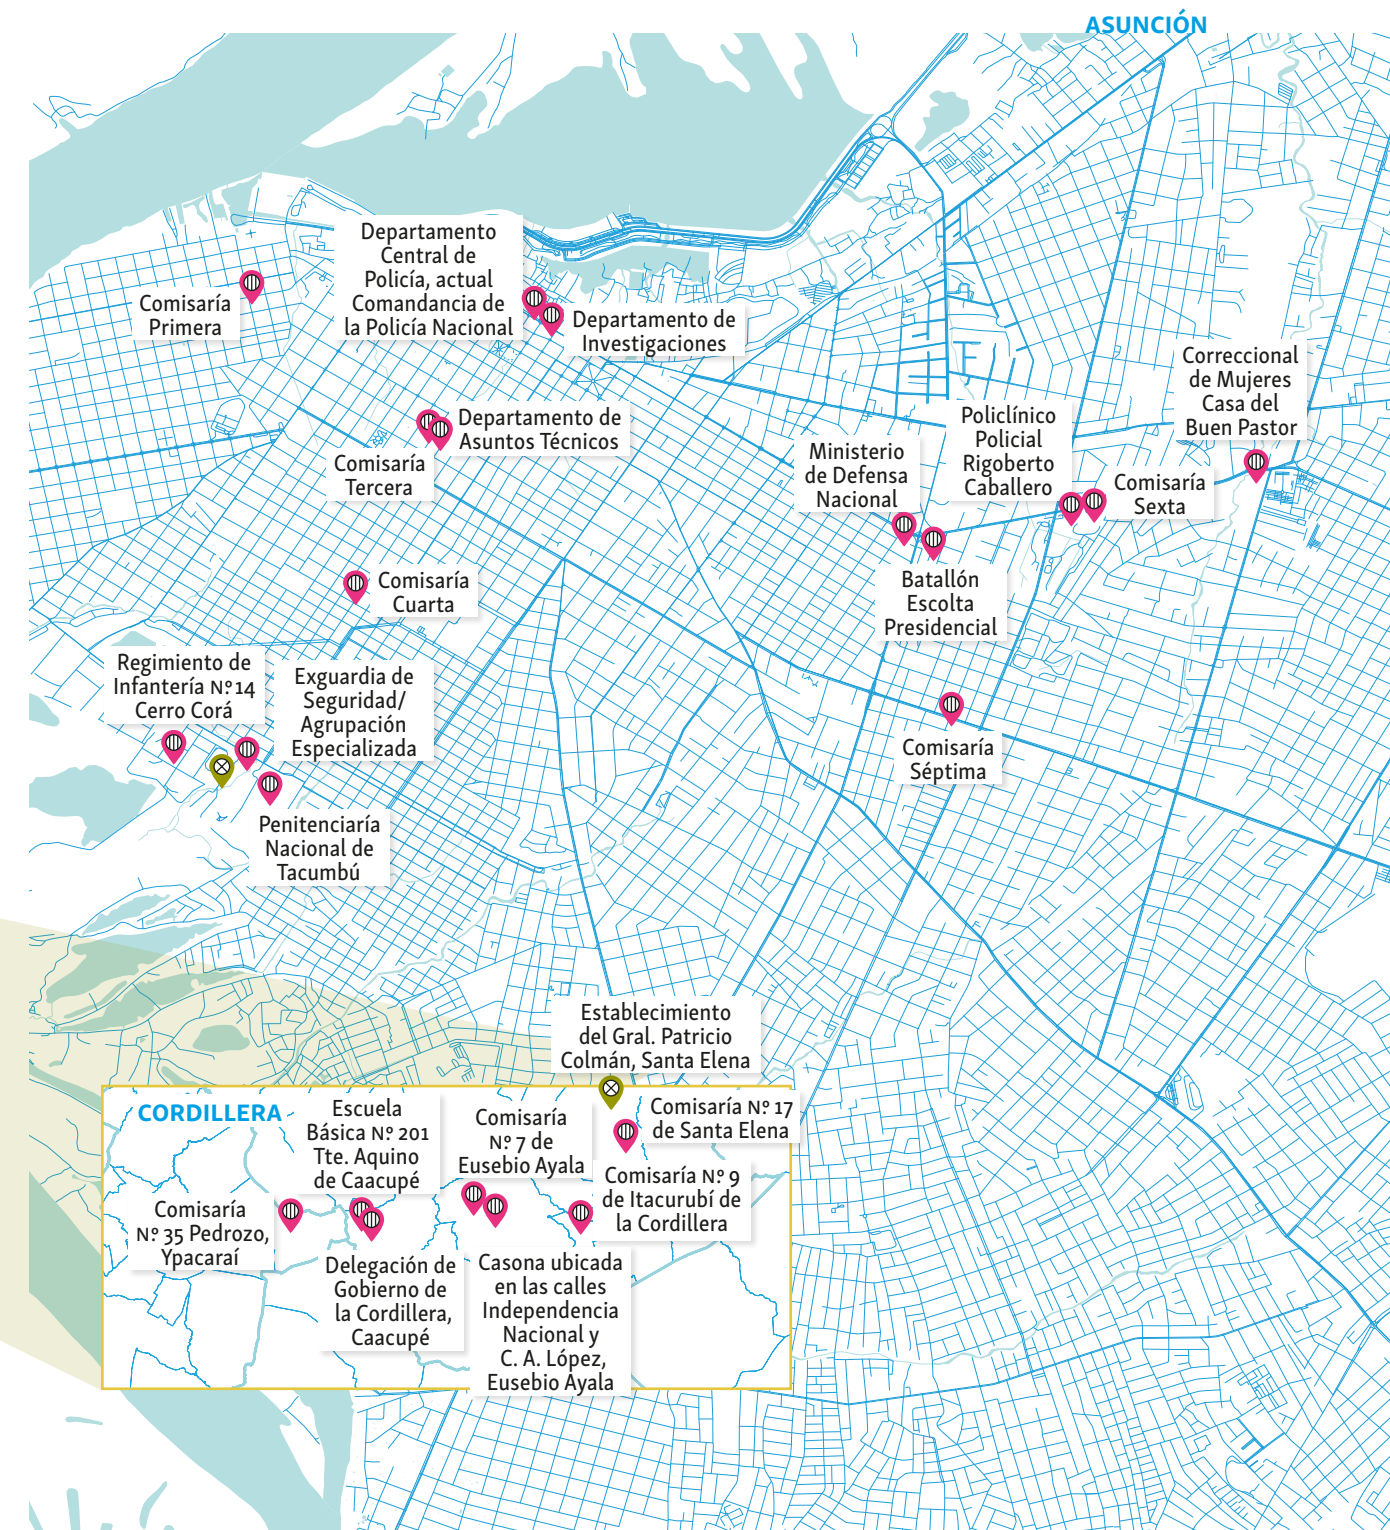 ASUNCIÓN
Departamento
Central de
Policía, actual
Comandancia de
la Policía Nacional
Comisaría
Primera
Departamento de
Investigaciones
Correccional
de Mujeres
Casa del
Buen Pastor
Departamento de
Asuntos Técnicos
Comisaría
Tercera
Policlínico
Policial
Rigoberto
Caballero
Ministerio
de Defensa
Nacional
Comisaría
Sexta
Comisaría
Cuarta
Batallón
Escolta
Presidencial
Regimiento de
Infantería Nº 14
Cerro Corá
Exguardia de
Seguridad/
Agrupación
Especializada
Comisaría
Séptima
Penitenciaría
Nacional de
Tacumbú
Establecimiento
del Gral. Patricio
Colmán, Santa Elena
CORDILLERA
Escuela
Básica Nº 201
Tte. Aquino
de Caacupé
Comisaría
Nº 7 de
Eusebio Ayala
Comisaría Nº 17
de Santa Elena
Comisaría Nº 9
de Itacurubí de
la Cordillera
Comisaría
Nº 35 Pedrozo,
Ypacaraí
Delegación de
Gobierno de
la Cordillera,
Caacupé
Casona ubicada
en las calles
Independencia
Nacional y
C. A. López,
Eusebio Ayala